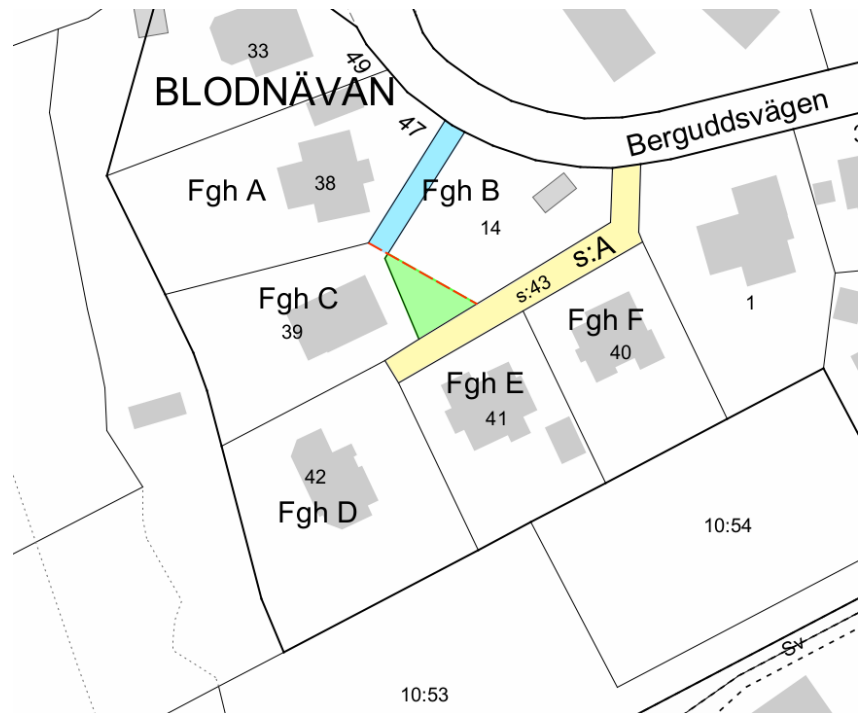 33
49
BLODNÄVAN
47
Berguddsvägen
Fgh A
38
Fgh B
14
s:A
s:43
Fgh C
39
1
Fgh F
40
Fgh E
41
42
Fgh D
10:54
Sv
10:53